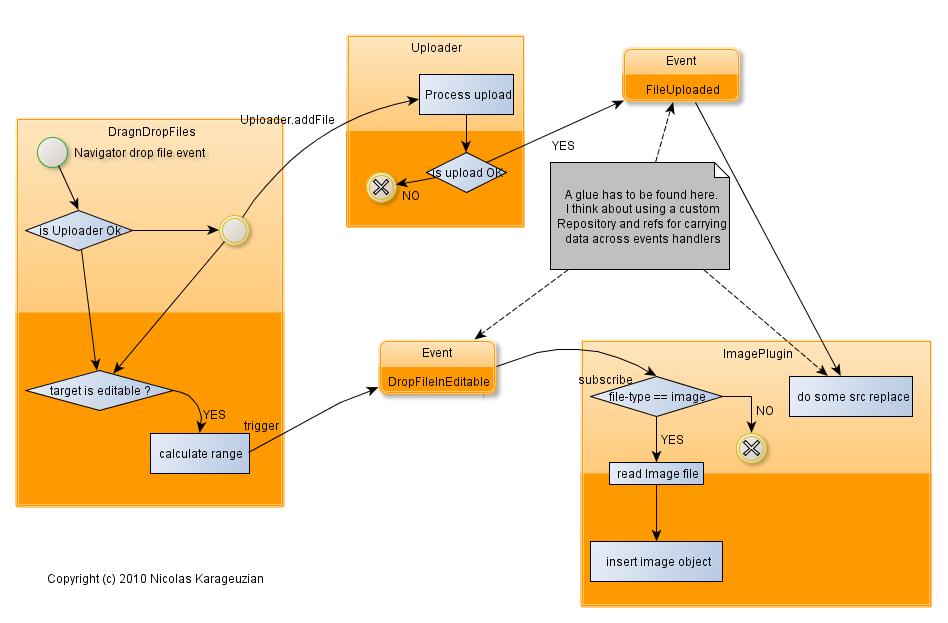 Uploader
Process upload
is upload OK
NO
YES
Event
FileUploaded
Uploader.addFile
DragnDropFiles
Navigator drop file event
is Uploader Ok
target is editable ?
YES
calculate range
trigger
A glue has to be found here.
I think about using a custom
Repository and refs for carrying
data across events handlers
Event
DropFileInEditable
subscribe
ImagePlugin
file-type == image
NO
YES
do some src replace
read Image file
insert image object
Copyright (c) 2010 Nicolas Karageuzian